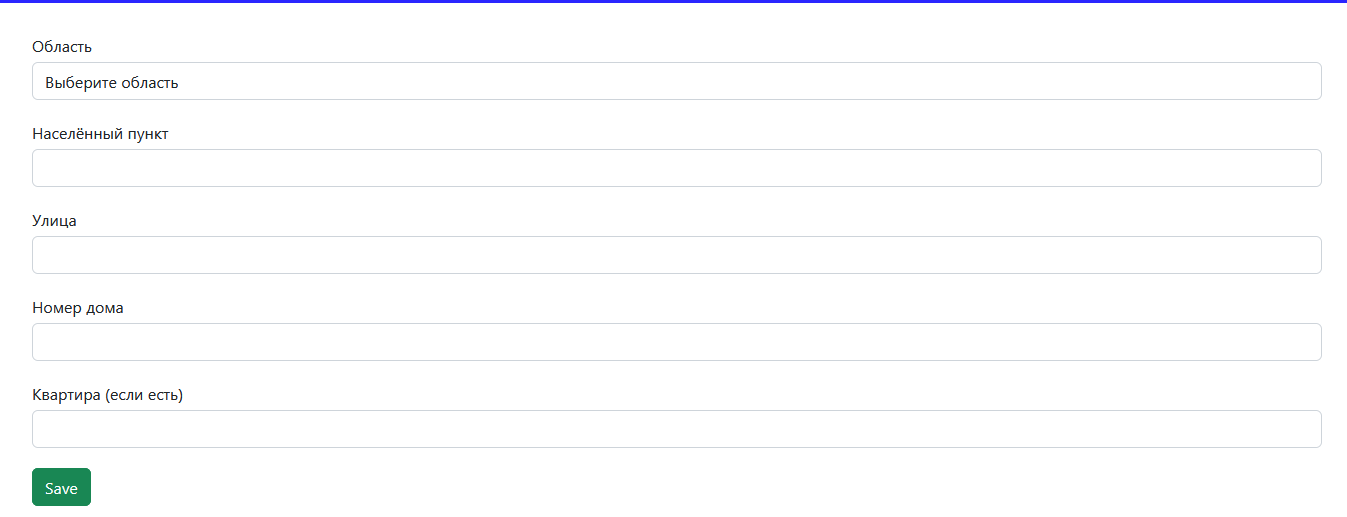 Область
Выберите область
Населённый пункт
Улица
Номер дома
Квартира (если есть)
Save